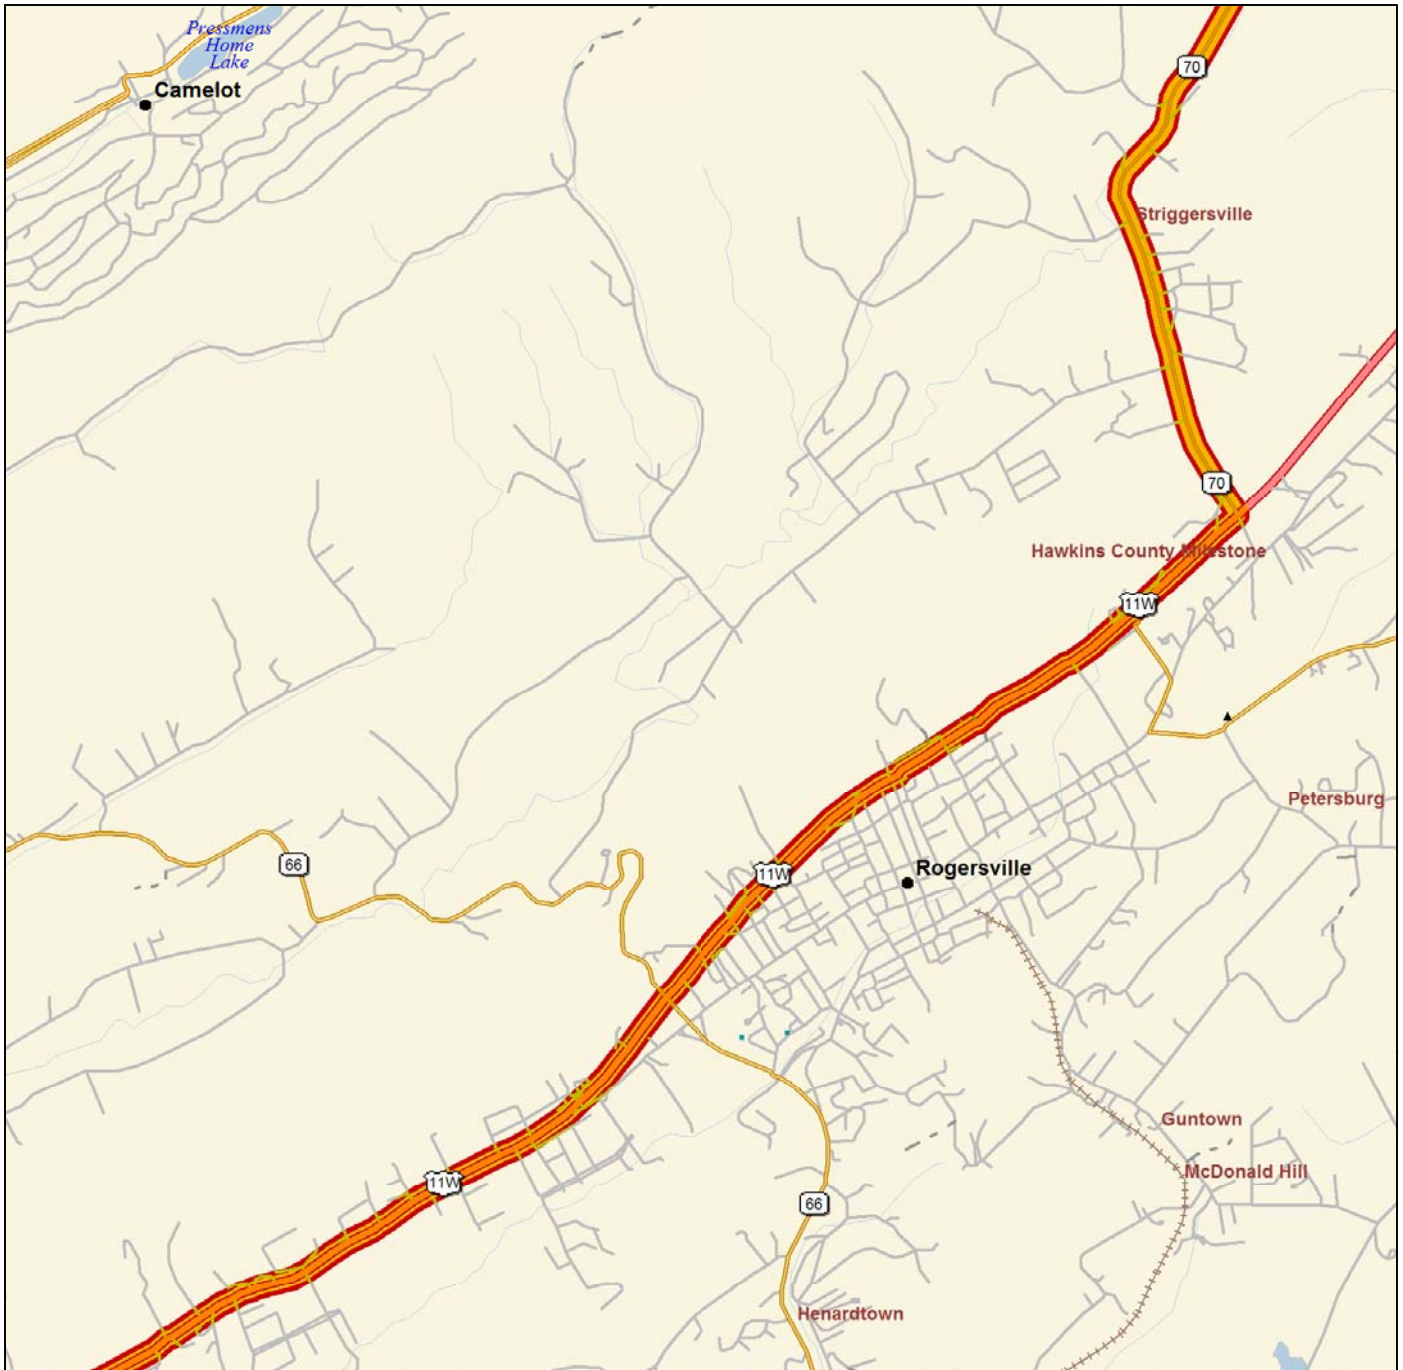 Pressmens
Home
Lake
Camelot
70
Striggersville
70
Hawkins County Milestone
11W
Petersburg
66
11W
Rogersville
Guntown
McDonald Hill
11W
66
Henardtown